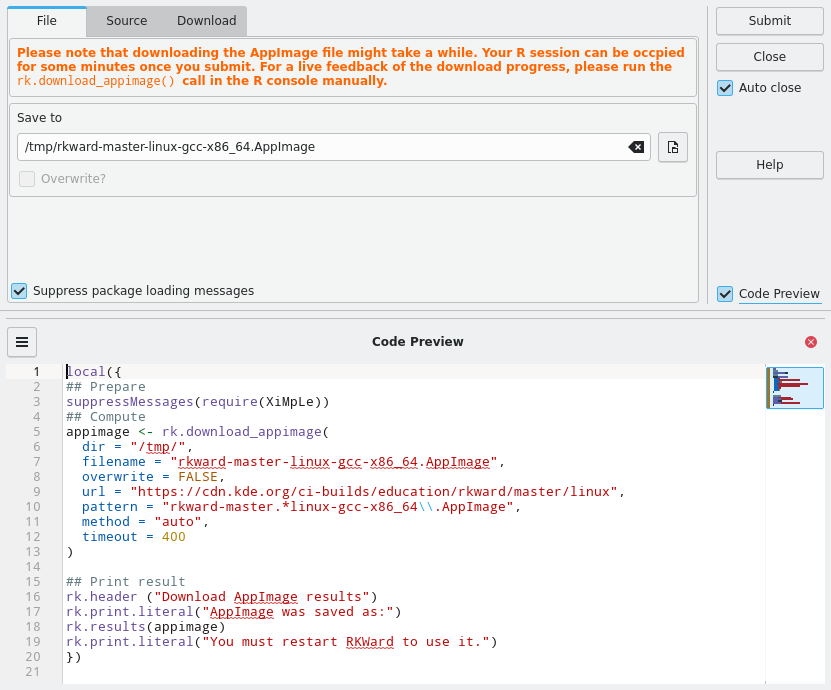 File Source Download
Submit
Please note that downloading the AppImage file might take a while. Your R session can be occpied
for some minutes once you submit. For a live feedback of the download progress, please run the
rk.download_appimage() call in the R console manually.
Close
Auto close
Save to
/tmp/rkward-master-linux-gcc-x86_64.AppImage
Help
Overwrite?
Suppress package loading messages
Code Preview
Code Preview
1 local({
2 ## Prepare
3 suppressMessages(require(XiMpLe))
4 ## Compute
5 appimage <- rk.download_appimage(
6   dir = "/tmp/",
7   filename = "rkward-master-linux-gcc-x86_64.AppImage",
8   overwrite = FALSE,
9   url = "https://cdn.kde.org/ci-builds/education/rkward/master/linux",
10   pattern = "rkward-master.*linux-gcc-x86_64\\.AppImage",
11   method = "auto",
12   timeout = 400
13 )
14
15 ## Print result
16 rk.header ("Download AppImage results")
17 rk.print.literal("AppImage was saved as:")
18 rk.results(appimage)
19 rk.print.literal("You must restart RKWard to use it.")
20 })
21